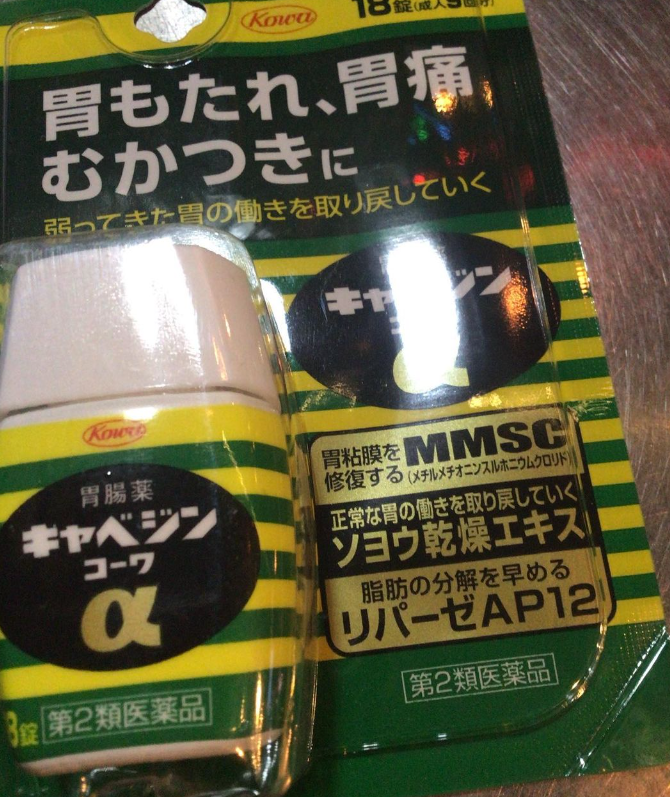 Kowa
18錠(成人9回分)
胃もたれ、胃痛
むかつきに
弱ってきた胃の働きを取り戻していく
キャベジン
コーワ
α
胃粘膜を
修復する
MMSC
(メチルメチオニンスルホニウムクロリド)
正常な胃の働きを取り戻していく
ソヨウ乾燥エキス
脂肪の分解を早める
リパーゼAP12
第2類医薬品
Kowa
胃腸薬
キャベジン
コーワ
α
8錠
第2類医薬品